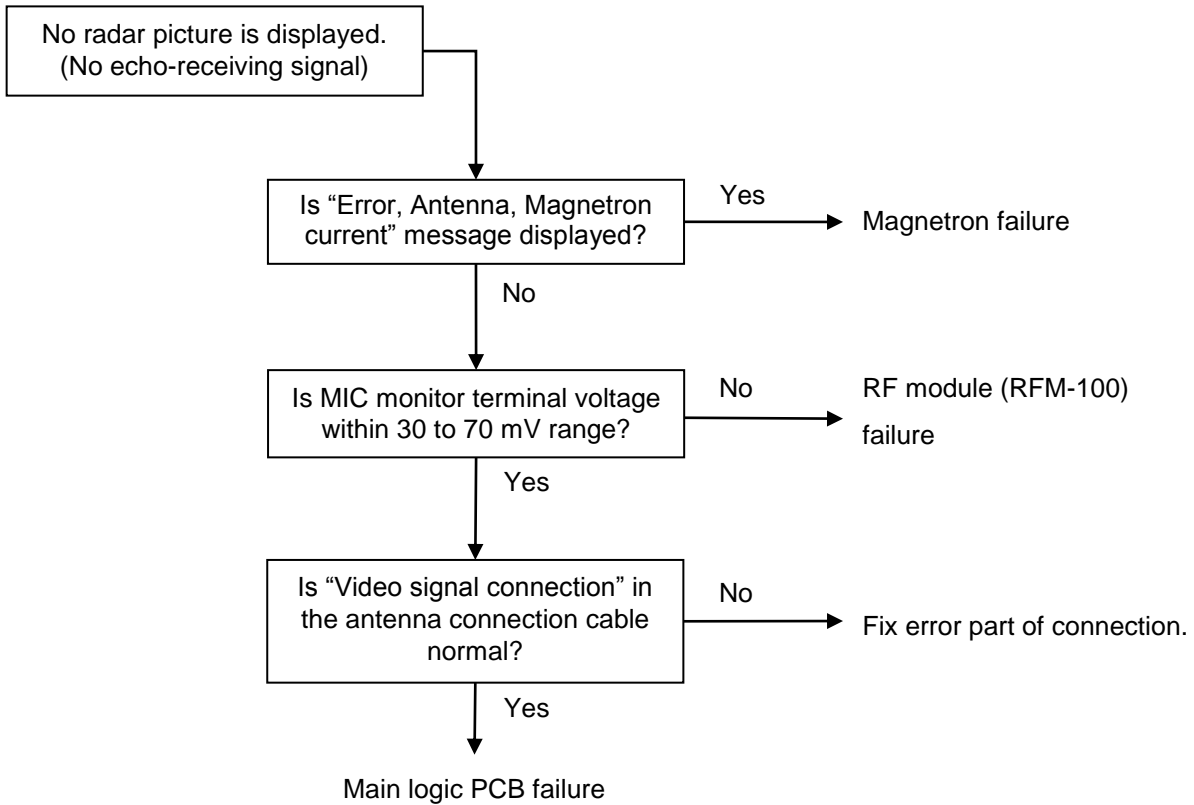 No radar picture is displayed.
(No echo-receiving signal)
Is “Error, Antenna, Magnetron
current” message displayed?
Yes
Magnetron failure
No
Is MIC monitor terminal voltage
within 30 to 70 mV range?
No
RF module (RFM-100)
failure
Yes
Is “Video signal connection” in
the antenna connection cable
normal?
No
Fix error part of connection.
Yes
Main logic PCB failure